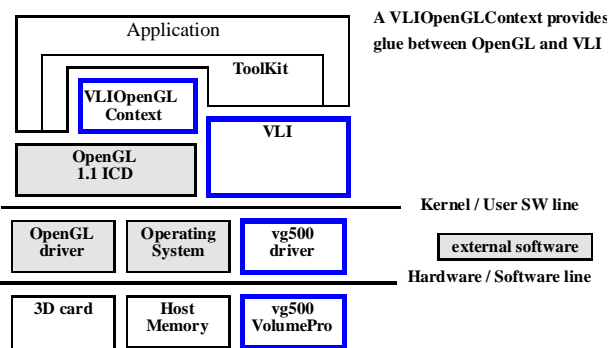 Application
A VLIOpenGLContext provides
glue between OpenGL and VLI
ToolKit
VLIOpenGL
Context
VLI
OpenGL
1.1 ICD
Kernel / User SW line
OpenGL
driver
Operating
System
vg500
driver
external software
Hardware / Software line
3D card
Host
Memory
vg500
VolumePro